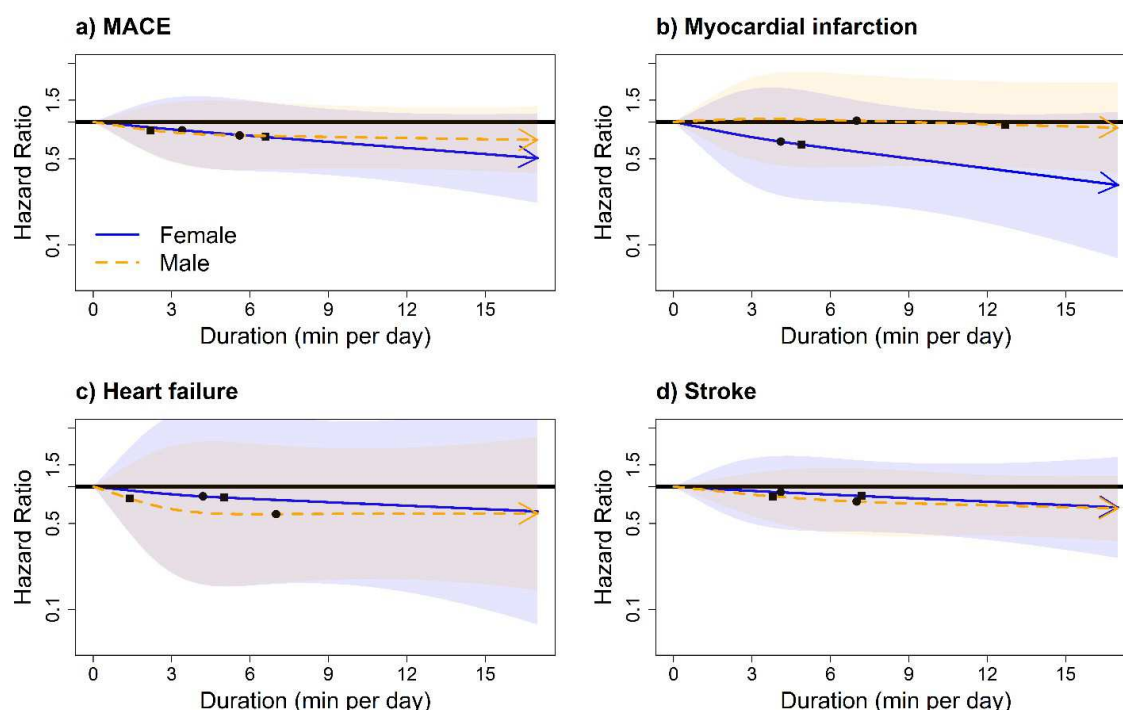 a) MACE
Hazard Ratio
1.5
0.5
0.1
Female
Male
0 3 6 9 12 15
Duration (min per day)
b) Myocardial infarction
Hazard Ratio
1.5
0.5
0.1
0 3 6 9 12 15
Duration (min per day)
c) Heart failure
Hazard Ratio
1.5
0.5
0.1
0 3 6 9 12 15
Duration (min per day)
d) Stroke
Hazard Ratio
1.5
0.5
0.1
0 3 6 9 12 15
Duration (min per day)